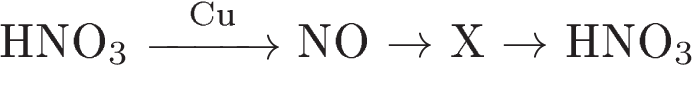 HNO₃ —Cu→ NO → X → HNO₃